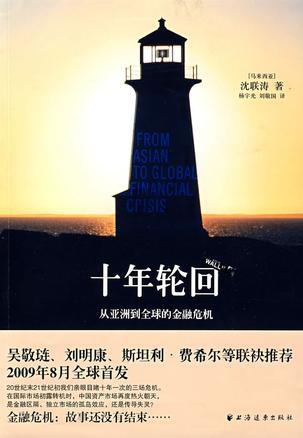 [马来西亚]
沈联涛 著
杨宇光 刘敬国 译
FROM
ASIAN
TO GLOBAL
FINANCIAL
CRISIS
WALL
十年轮回
从亚洲到全球的金融危机
吴敬琏、刘明康、斯坦利·费希尔等联袂推荐
2009年8月全球首发
20世纪末21世纪初我们亲眼目睹十年一次的三场危机。
在国际市场初露转机时,中国资产市场再度热火朝天,
是金融区隔、独立市场的孤岛效应,还是传导失灵?
金融危机:故事还没有结束……
上海远东出版社